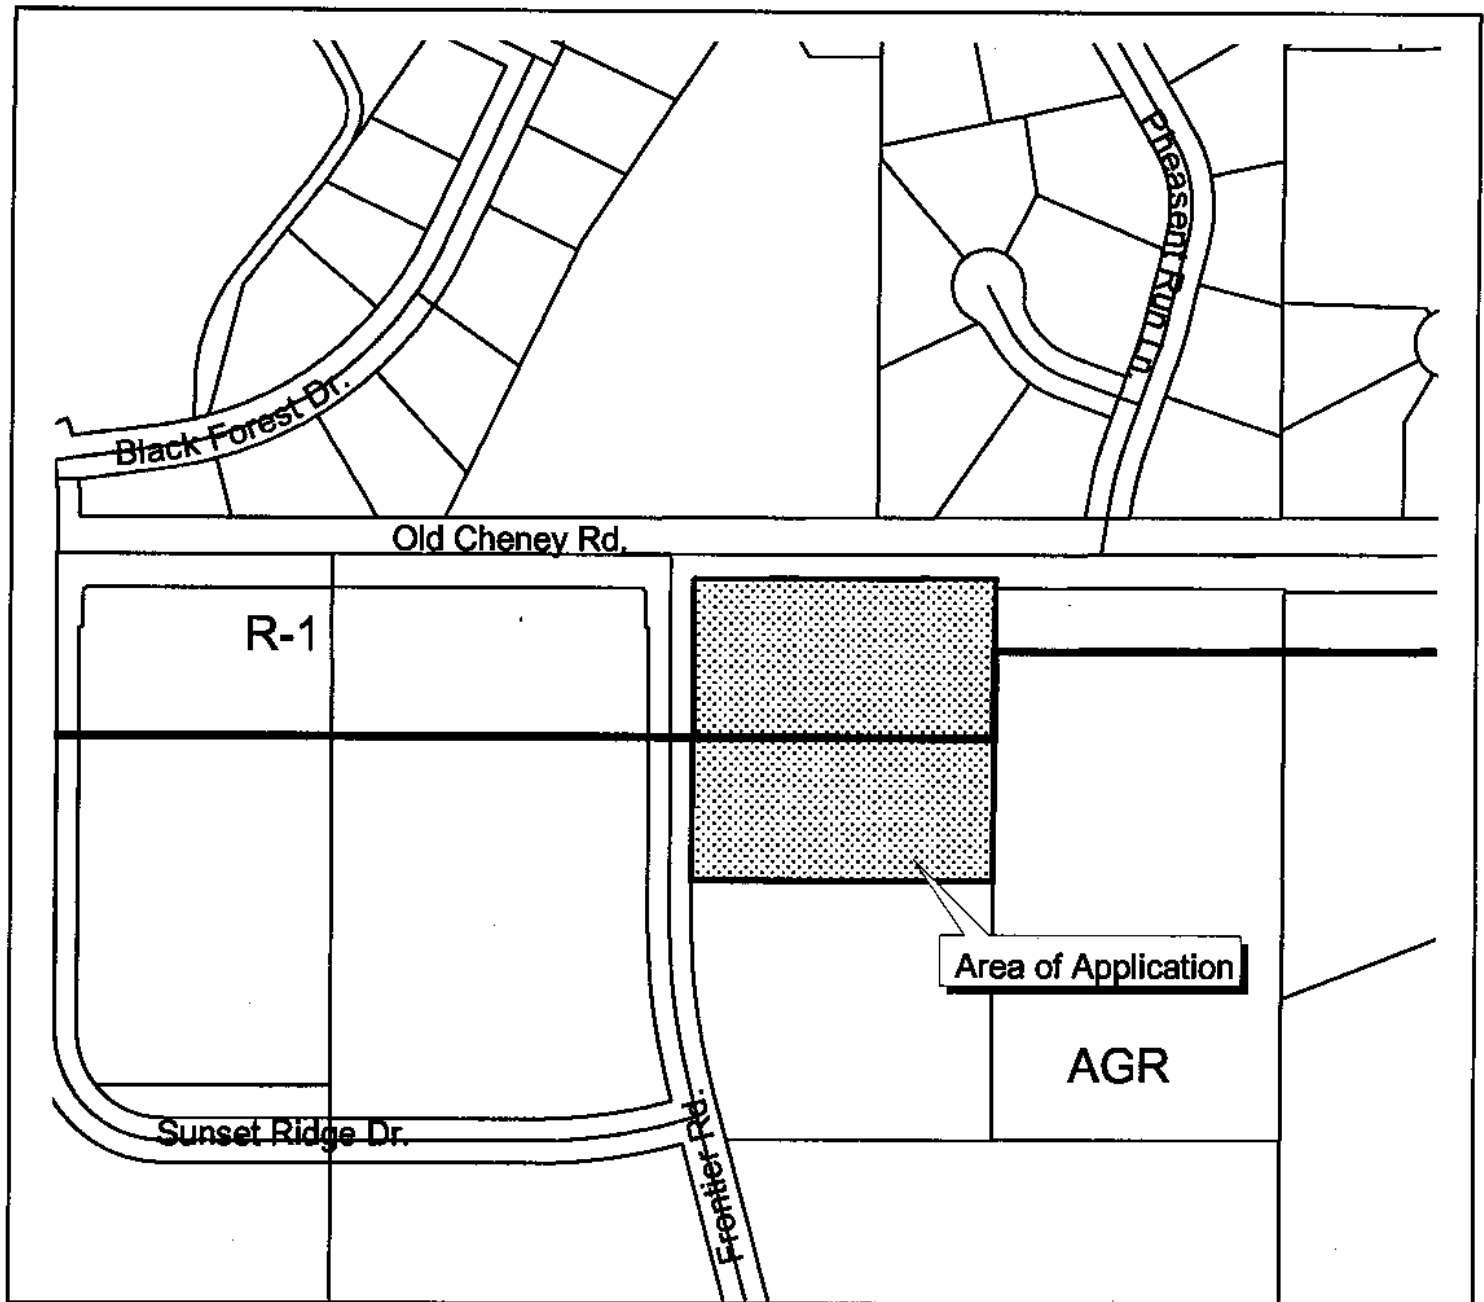 Pheasent Run Ln.
Black Forest Dr.
Old Cheney Rd.
R-1
Area of Application
AGR
Sunset Ridge Dr.
Frontier Rd.